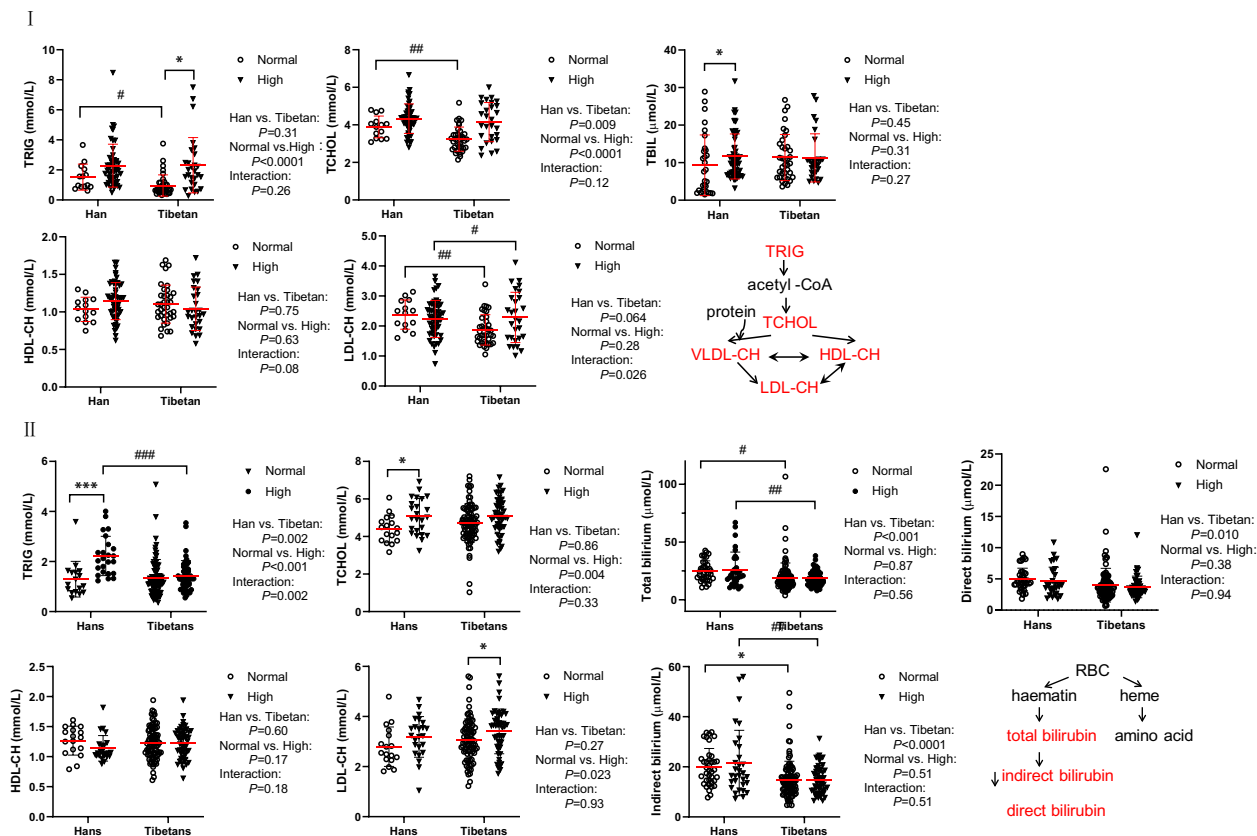 I
TRIG (mmol/L)
10
8
6
4
2
0
#
*
Han
Tibetan
Normal
High
Han vs. Tibetan:
P=0.31
Normal vs.High :
P<0.0001
Interaction:
P=0.26
TCHOL (mmol/L)
8
6
4
2
0
##
Han
Tibetan
Normal
High
Han vs. Tibetan:
P=0.009
Normal vs. High:
P<0.0001
Interaction:
P=0.12
TBIL (μmol/L)
40
30
20
10
0
*
Han
Tibetan
Normal
High
Han vs. Tibetan:
P=0.45
Normal vs. High:
P=0.31
Interaction:
P=0.27
HDL-CH (mmol/L)
2.0
1.5
1.0
0.5
0.0
Han
Tibetan
Normal
High
Han vs. Tibetan:
P=0.75
Normal vs. High:
P=0.63
Interaction:
P=0.08
LDL-CH (mmol/L)
5.0
4.0
3.0
2.0
1.0
0.0
#
##
Han
Tibetan
Normal
High
Han vs. Tibetan:
P=0.064
Normal vs. High:
P=0.28
Interaction:
P=0.026
TRIG
acetyl -CoA
protein
TCHOL
VLDL-CH
HDL-CH
LDL-CH
II
TRIG (mmol/L)
6
4
2
0
***
###
Hans
Tibetans
Normal
High
Han vs. Tibetan:
P=0.002
Normal vs. High:
P<0.001
Interaction:
P=0.002
TCHOL (mmol/L)
8
6
4
2
0
*
Hans
Tibetans
Normal
High
Han vs. Tibetan:
P=0.86
Normal vs. High:
P=0.004
Interaction:
P=0.33
Total bilirium (μmol/L)
100
75
50
25
0
#
##
Hans
Tibetans
Normal
High
Han vs. Tibetan:
P<0.001
Normal vs. High:
P=0.87
Interaction:
P=0.56
Direct bilirium (μmol/L)
25
20
15
10
5
0
Hans
Tibetans
Normal
High
Han vs. Tibetan:
P=0.010
Normal vs. High:
P=0.38
Interaction:
P=0.94
HDL-CH (mmol/L)
2.5
2.0
1.5
1.0
0.5
0.0
Hans
Tibetans
Normal
High
Han vs. Tibetan:
P=0.60
Normal vs. High:
P=0.17
Interaction:
P=0.18
LDL-CH (mmol/L)
6
4
2
0
*
Hans
Tibetans
Normal
High
Han vs. Tibetan:
P=0.27
Normal vs. High:
P=0.023
Interaction:
P=0.93
Indirect bilirium (μmol/L)
60
40
20
0
*
Hans
Tibetans
Normal
High
Han vs. Tibetan:
P<0.0001
Normal vs. High:
P=0.51
Interaction:
P=0.51
RBC
haematin
heme
total bilirubin
amino acid
indirect bilirubin
direct bilirubin